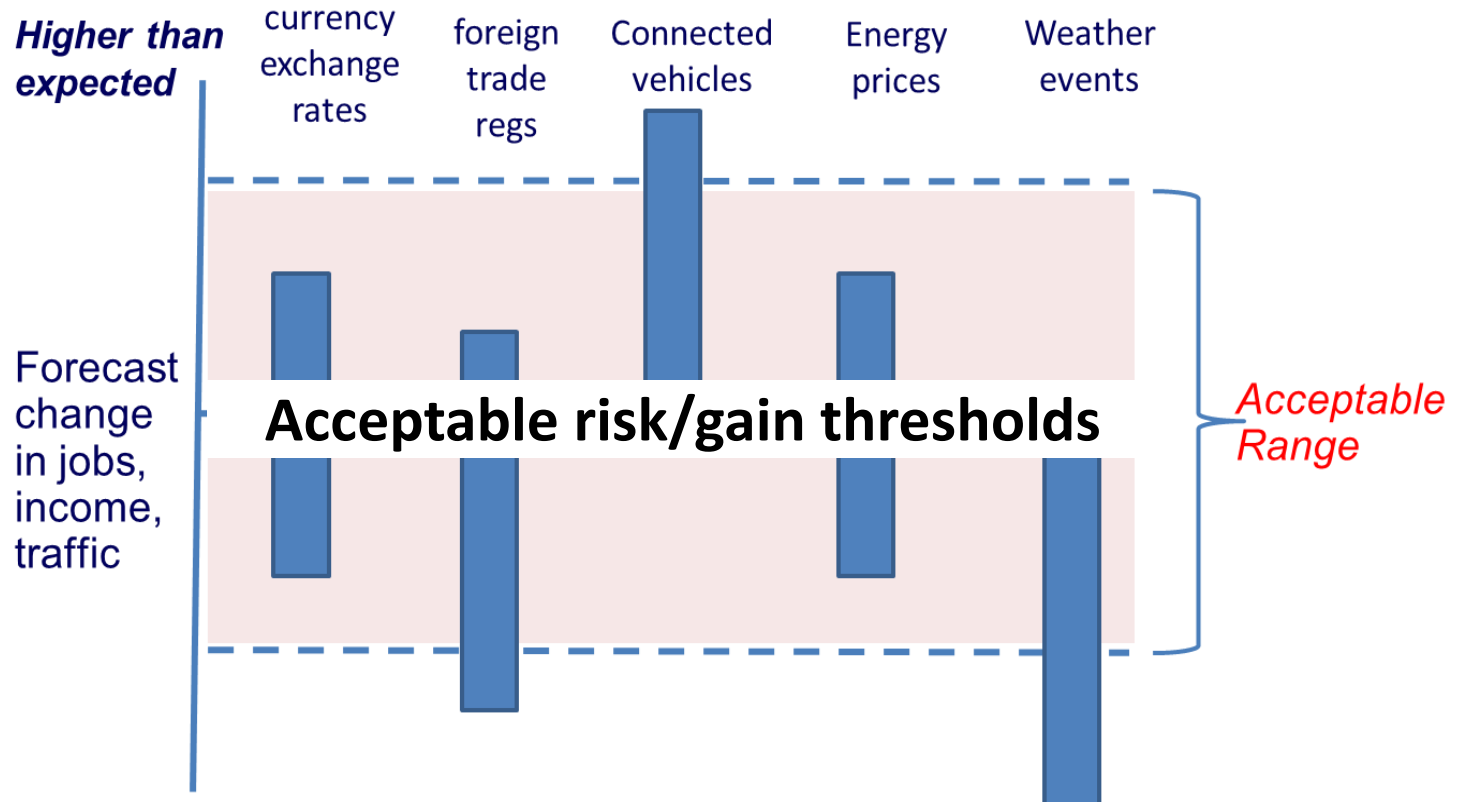 Higher than
expected
currency
exchange
rates
foreign
trade
regs
Connected
vehicles
Energy
prices
Weather
events
Forecast
change
in jobs,
income,
traffic
Acceptable risk/gain thresholds
Acceptable
Range